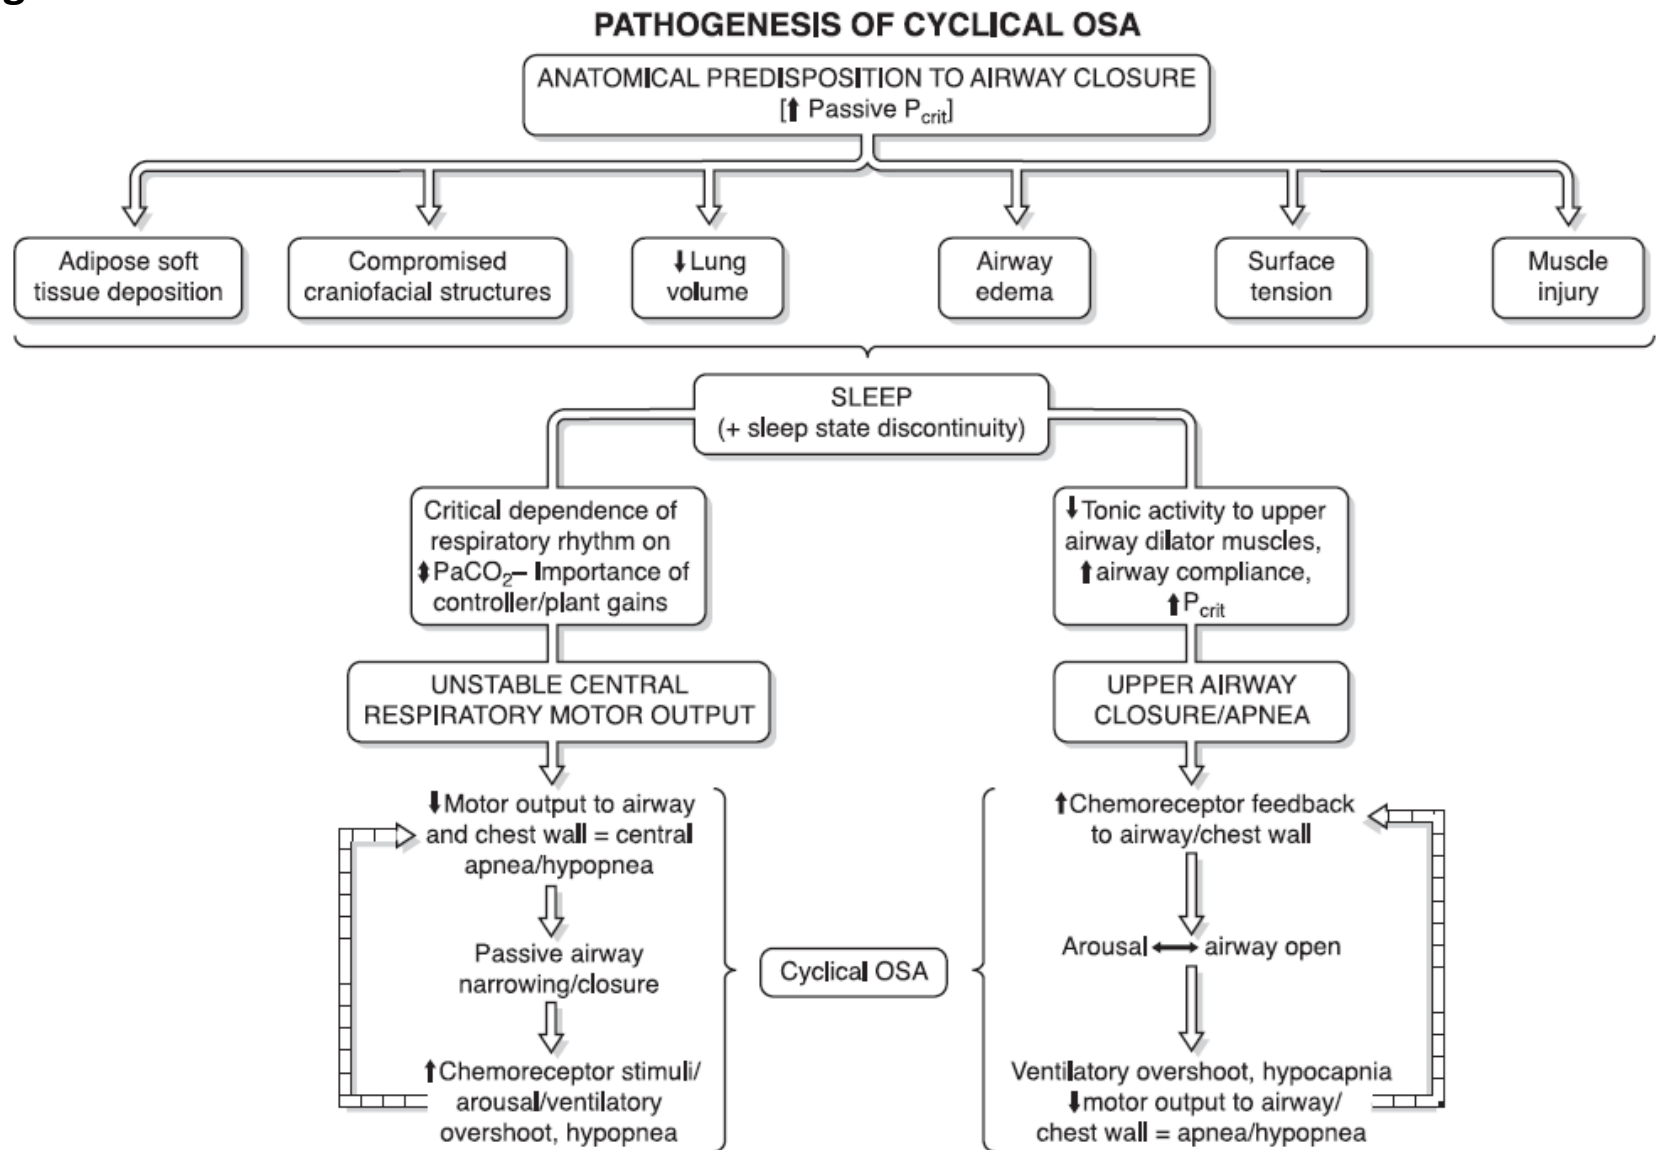 g
PATHOGENESIS OF CYCLICAL OSA
ANATOMICAL PREDISPOSITION TO AIRWAY CLOSURE
[⬆ Passive Pcrit]
Adipose soft
tissue deposition
Compromised
craniofacial structures
⬇Lung
volume
Airway
edema
Surface
tension
Muscle
injury
SLEEP
(+ sleep state discontinuity)
Critical dependence of
respiratory rhythm on
⬍PaCO₂– Importance of
controller/plant gains
⬇Tonic activity to upper
airway dilator muscles,
⬆airway compliance,
⬆Pcrit
UNSTABLE CENTRAL
RESPIRATORY MOTOR OUTPUT
UPPER AIRWAY
CLOSURE/APNEA
⬇Motor output to airway
and chest wall = central
apnea/hypopnea
Passive airway
narrowing/closure
⬆Chemoreceptor stimuli/
arousal/ventilatory
overshoot, hypopnea
Cyclical OSA
⬆Chemoreceptor feedback
to airway/chest wall
Arousal ⟷ airway open
Ventilatory overshoot, hypocapnia
⬇motor output to airway/
chest wall = apnea/hypopnea